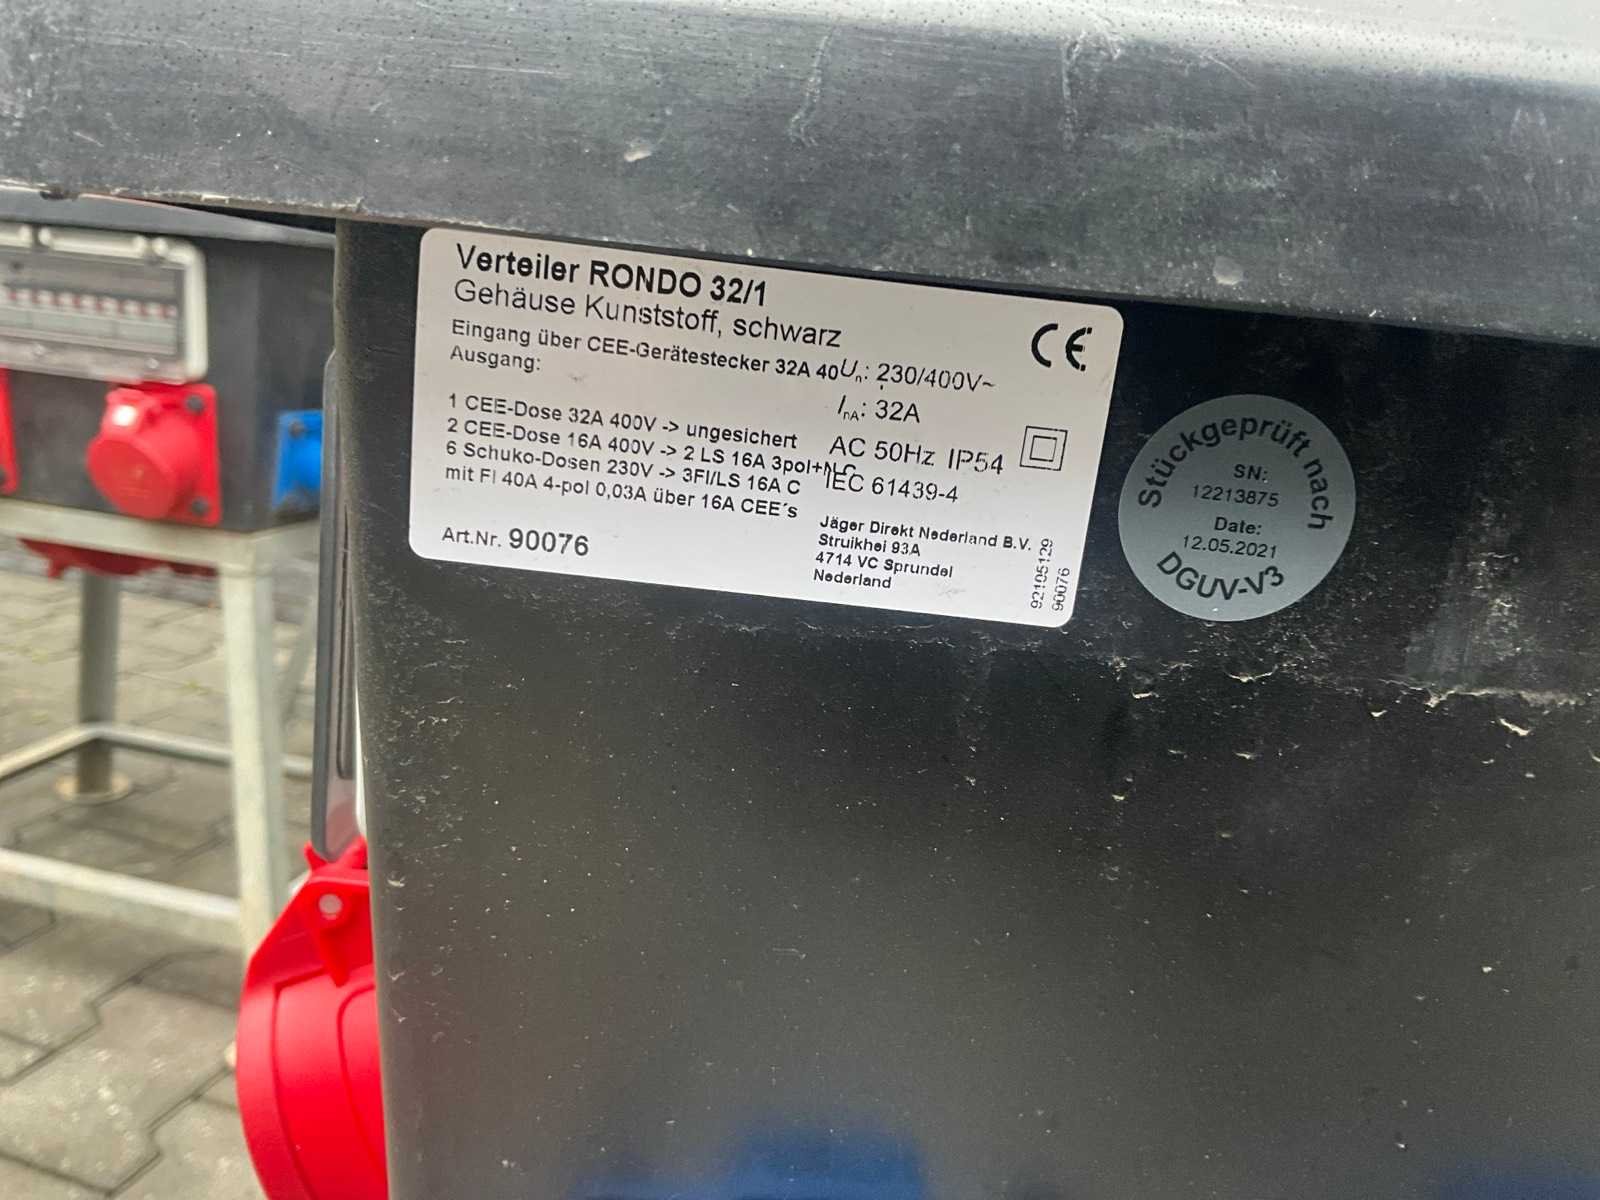 Verteiler RONDO 32/1
Gehäuse Kunststoff, schwarz
Eingang über CEE-Gerätestecker 32A 40
Ausgang:
1 CEE-Dose 32A 400V -> ungesichert
2 CEE-Dose 16A 400V -> 2 LS 16A 3pol+N C
6 Schuko-Dosen 230V -> 3FI/LS 16A C
mit FI 40A 4-pol 0,03A über 16A CEE´s
Art.Nr. 90076
CE
Un: 230/400V~
InA: 32A
AC 50Hz IP54
IEC 61439-4
Jäger Direkt Nederland B.V.
Struikhei 93A
4714 VC Sprundel
Nederland
92105129
90076
Stückgeprüft nach
SN:
12213875
Date:
12.05.2021
DGUV-V3